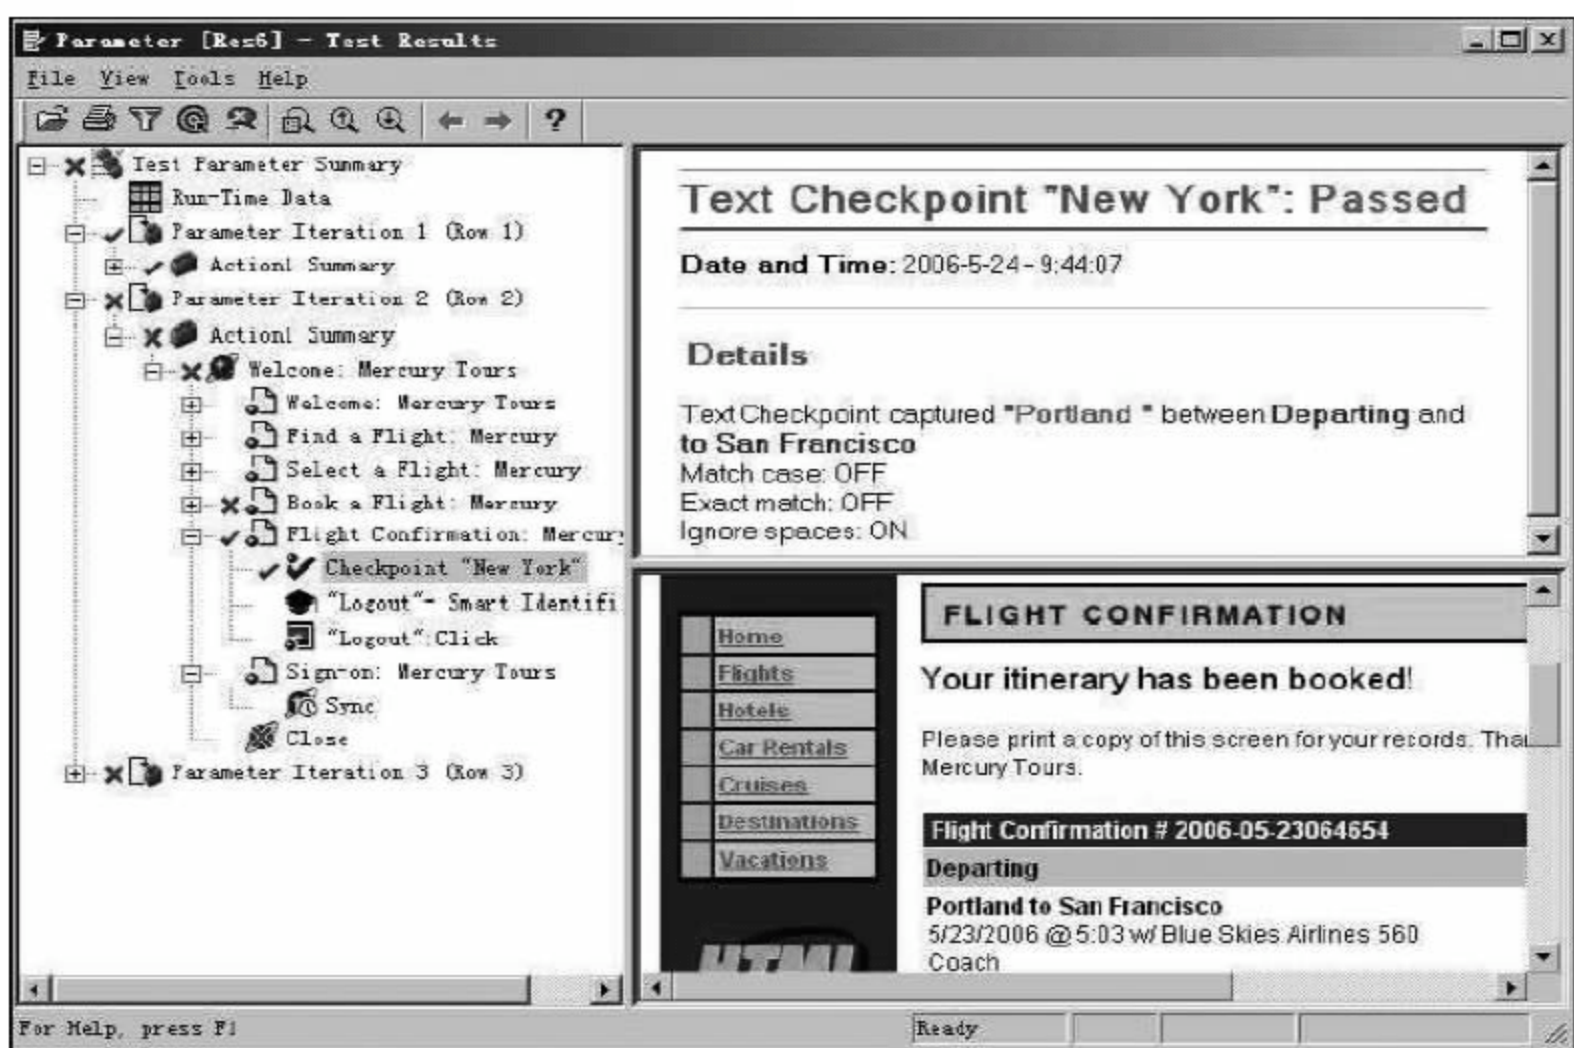 Parameter [Res6] - Test Results
File View Tools Help
Test Parameter Summary
Run-Time Data
Parameter Iteration 1 (Row 1)
Action1 Summary
Parameter Iteration 2 (Row 2)
Action1 Summary
Welcome: Mercury Tours
Welcome: Mercury Tours
Find a Flight: Mercury
Select a Flight: Mercury
Book a Flight: Mercury
Flight Confirmation: Mercury
Checkpoint "New York"
"Logout"- Smart Identifi
"Logout":Click
Sign-on: Mercury Tours
Sync
Close
Parameter Iteration 3 (Row 3)
Text Checkpoint "New York": Passed
Date and Time: 2006-5-24 - 9:44:07
Details
Text Checkpoint captured "Portland " between Departing and
to San Francisco
Match case: OFF
Exact match: OFF
Ignore spaces: ON
Home
Flights
Hotels
Car Rentals
Cruises
Destinations
Vacations
HTML
FLIGHT CONFIRMATION
Your itinerary has been booked!
Please print a copy of this screen for your records. Than
Mercury Tours.
Flight Confirmation # 2006-05-23064654
Departing
Portland to San Francisco
5/23/2006 @ 5:03 w/ Blue Skies Airlines 560
Coach
For Help, press F1
Ready